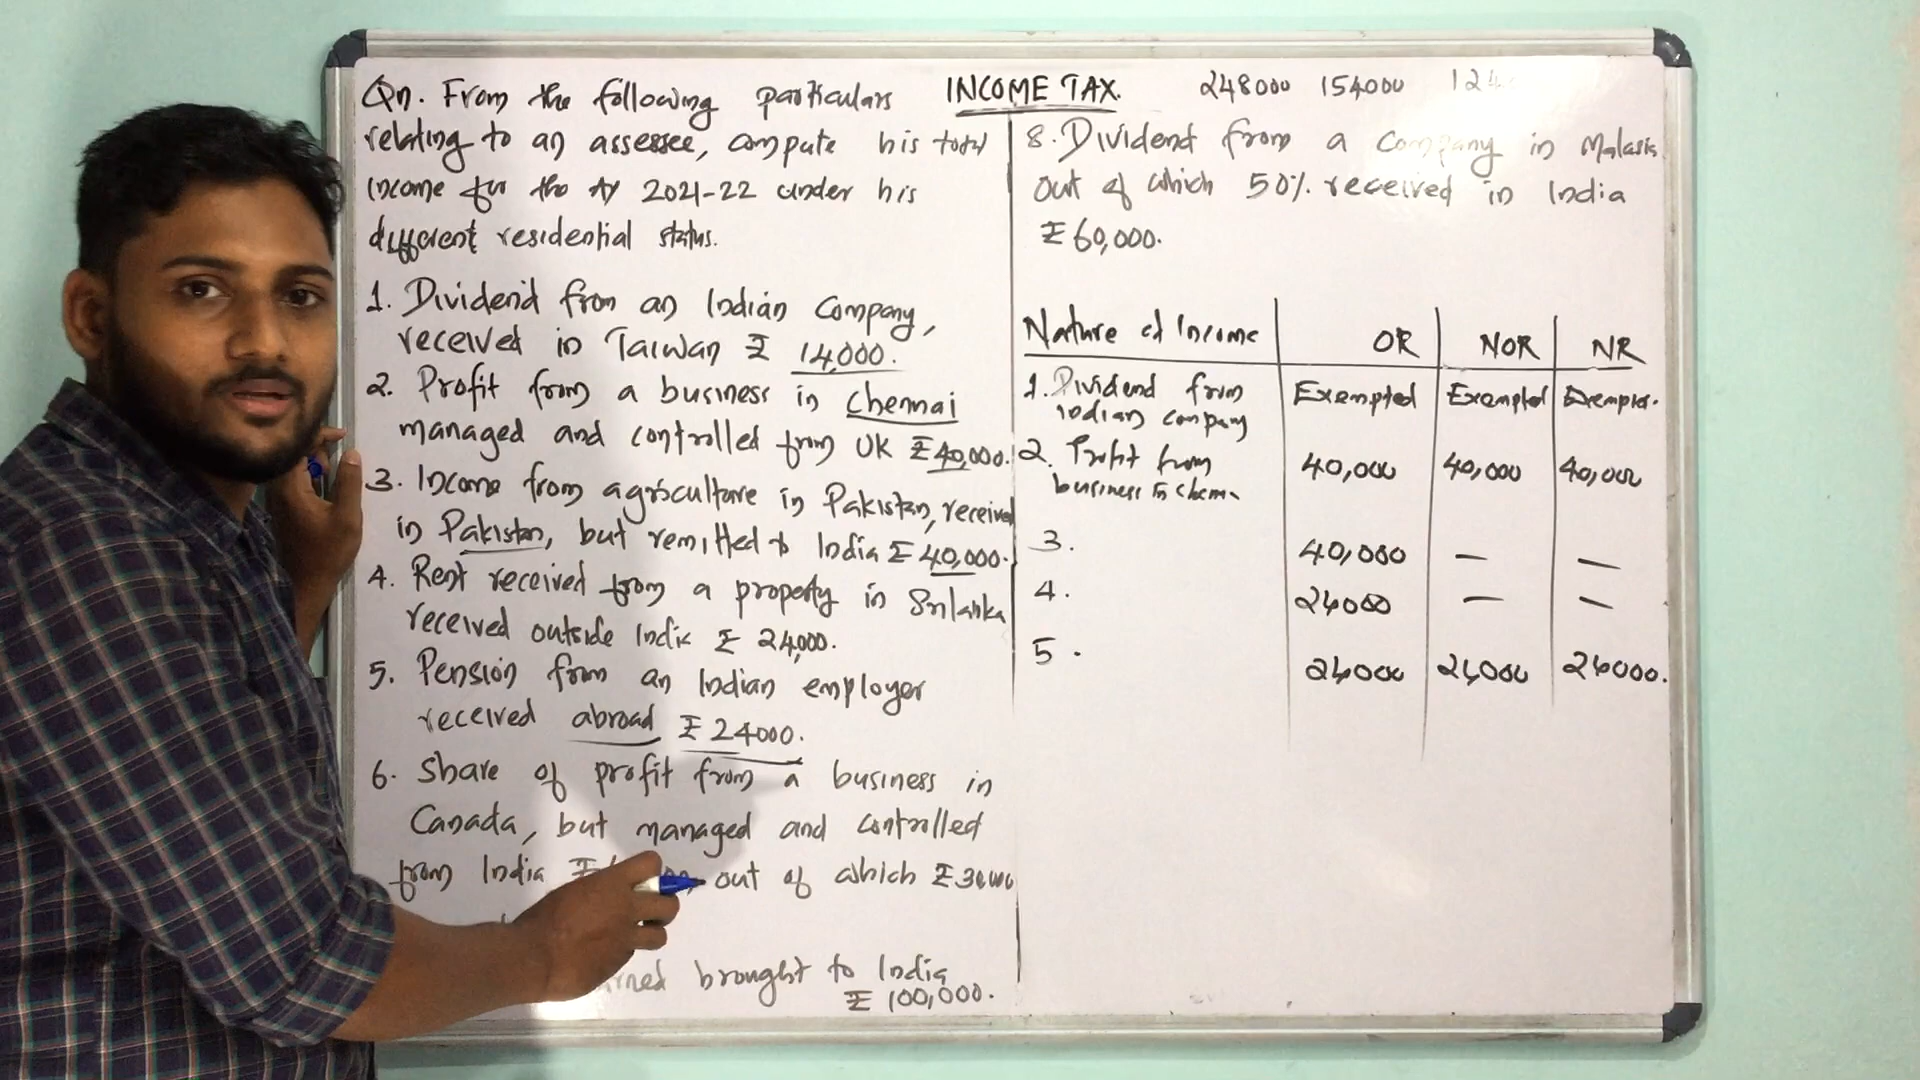 Qn. From the following particulars
relating to an assessee, compute his total
income for the AY 2021-22 under his
different residential status.
1. Dividend from an Indian Company,
received in Taiwan ₹ 14,000.
2. Profit from a business in Chennai
managed and controlled from UK ₹ 40,000.
3. Income from agriculture in Pakistan, received
in Pakistan, but remitted to India ₹ 40,000.
4. Rent received from a property in Srilanka
received outside India ₹ 24,000.
5. Pension from an Indian employer
received abroad ₹ 24000.
6. Share of profit from a business in
Canada, but managed and controlled
from India ₹ out of which ₹ 30,000
brought to India
₹ 100,000.
INCOME TAX.
248000 154000
8. Dividend from a Company in Malasia
out of which 50% received in India
₹ 60,000.
Nature of Income OR NOR NR
1. Dividend from Exempted Exempted Exempted.
indian company
2. Profit from 40,000 40,000 40,000
business in
3. 40,000 — —
4. 24000 — —
5. 24000 24000 24000.